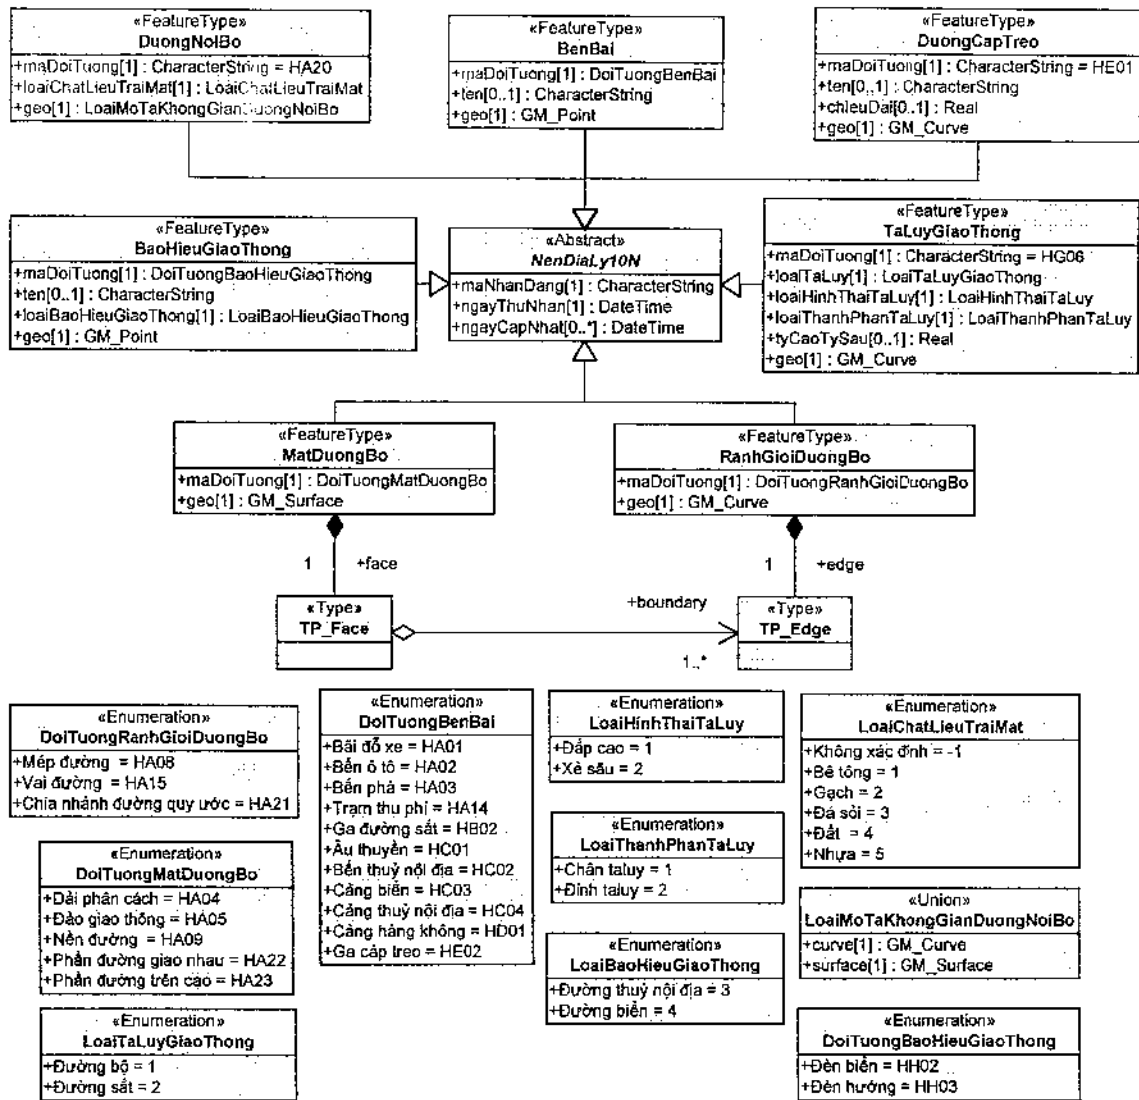 «FeatureType»
DuongNoiBo
+maDoiTuong[1] : CharacterString = HA20
+loaiChatLieuTraiMat[1] : LoaiChatLieuTraiMat
+geo[1] : LoaiMoTaKhongGianDuongNoiBo
«FeatureType»
BenBai
+maDoiTuong[1] : DoiTuongBenBai
+ten[0..1] : CharacterString
+geo[1] : GM_Point
«FeatureType»
DuongCapTreo
+maDoiTuong[1] : CharacterString = HE01
+ten[0..1] : CharacterString
+chieuDai[0..1] : Real
+geo[1] : GM_Curve
«FeatureType»
BaoHieuGiaoThong
+maDoiTuong[1] : DoiTuongBaoHieuGiaoThong
+ten[0..1] : CharacterString
+loaiBaoHieuGiaoThong[1] : LoaiBaoHieuGiaoThong
+geo[1] : GM_Point
«Abstract»
NenDiaLy10N
+maNhanDang[1] : CharacterString
+ngayThuNhan[1] : DateTime
+ngayCapNhat[0..*] : DateTime
«FeatureType»
TaLuyGiaoThong
+maDoiTuong[1] : CharacterString = HG06
+loaiTaLuy[1] : LoaiTaLuyGiaoThong
+loaiHinhThaiTaLuy[1] : LoaiHinhThaiTaLuy
+loaiThanhPhanTaLuy[1] : LoaiThanhPhanTaLuy
+tyCaoTySau[0..1] : Real
+geo[1] : GM_Curve
«FeatureType»
MatDuongBo
+maDoiTuong[1] : DoiTuongMatDuongBo
+geo[1] : GM_Surface
«FeatureType»
RanhGioiDuongBo
+maDoiTuong[1] : DoiTuongRanhGioiDuongBo
+geo[1] : GM_Curve
1 +face
1 +edge
«Type»
TP_Face
+boundary
1..*
«Type»
TP_Edge
«Enumeration»
DoiTuongRanhGioiDuongBo
+Mép đường = HA08
+Vai đường = HA15
+Chia nhánh đường quy ước = HA21
«Enumeration»
DoiTuongBenBai
+Bãi đỗ xe = HA01
+Bến ô tô = HA02
+Bến phà = HA03
+Trạm thu phí = HA14
+Ga đường sắt = HB02
+Âu thuyền = HC01
+Bến thuỷ nội địa = HC02
+Cảng biển = HC03
+Cảng thuỷ nội địa = HC04
+Cảng hàng không = HD01
+Ga cáp treo = HE02
«Enumeration»
LoaiHinhThaiTaLuy
+Đắp cao = 1
+Xẻ sâu = 2
«Enumeration»
LoaiChatLieuTraiMat
+Không xác định = -1
+Bê tông = 1
+Gạch = 2
+Đá sỏi = 3
+Đất = 4
+Nhựa = 5
«Enumeration»
DoiTuongMatDuongBo
+Dải phân cách = HA04
+Đảo giao thông = HA05
+Nền đường = HA09
+Phần đường giao nhau = HA22
+Phần đường trên cao = HA23
«Enumeration»
LoaiThanhPhanTaLuy
+Chân taluy = 1
+Đỉnh taluy = 2
«Union»
LoaiMoTaKhongGianDuongNoiBo
+curve[1] : GM_Curve
+surface[1] : GM_Surface
«Enumeration»
LoaiBaoHieuGiaoThong
+Đường thuỷ nội địa = 3
+Đường biển = 4
«Enumeration»
LoaiTaLuyGiaoThong
+Đường bộ = 1
+Đường sắt = 2
«Enumeration»
DoiTuongBaoHieuGiaoThong
+Đèn biển = HH02
+Đèn hướng = HH03